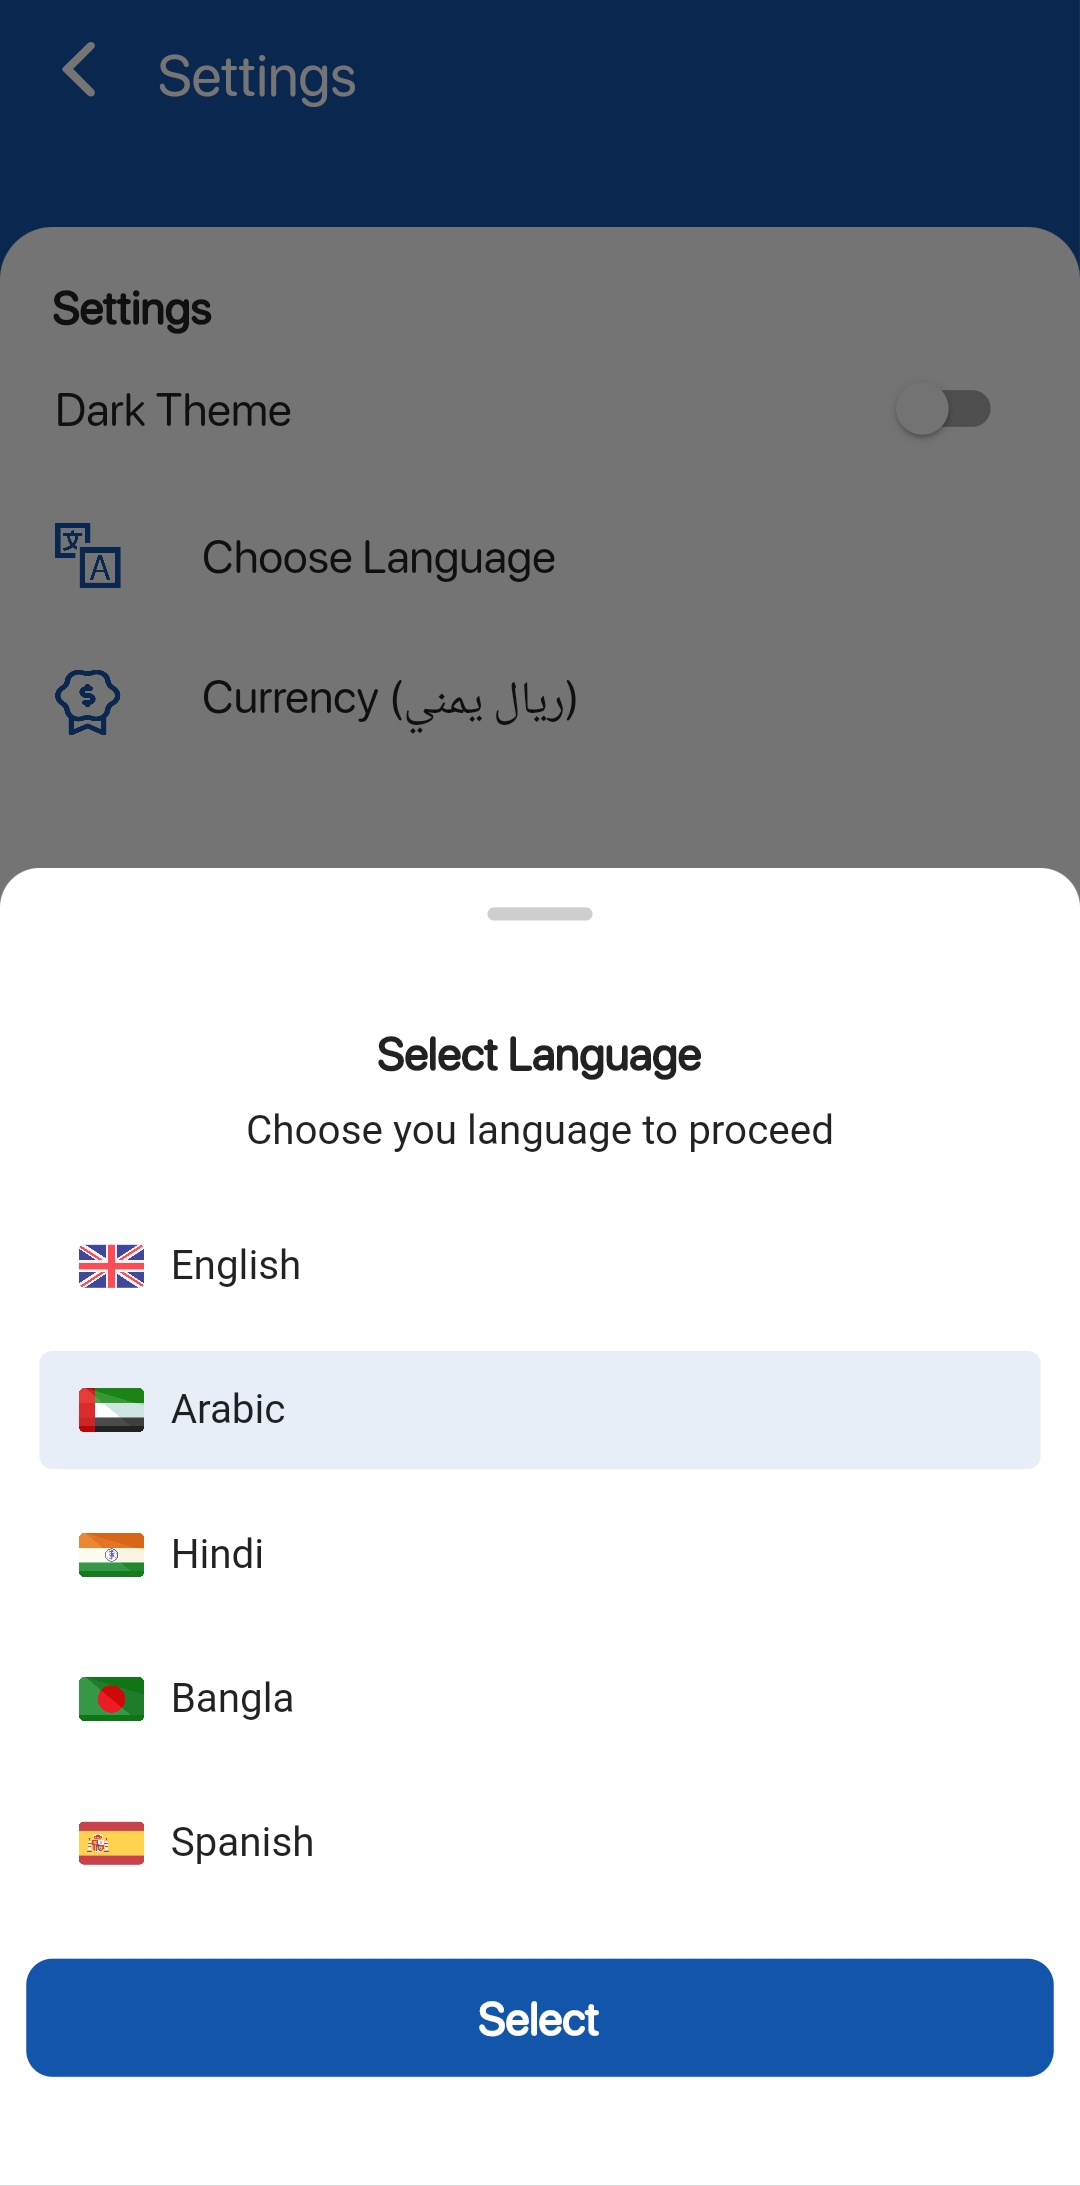 Settings
Settings
Dark Theme
Choose Language
Currency (ريال يمني)
Select Language
Choose you language to proceed
English
Arabic
Hindi
Bangla
Spanish
Select